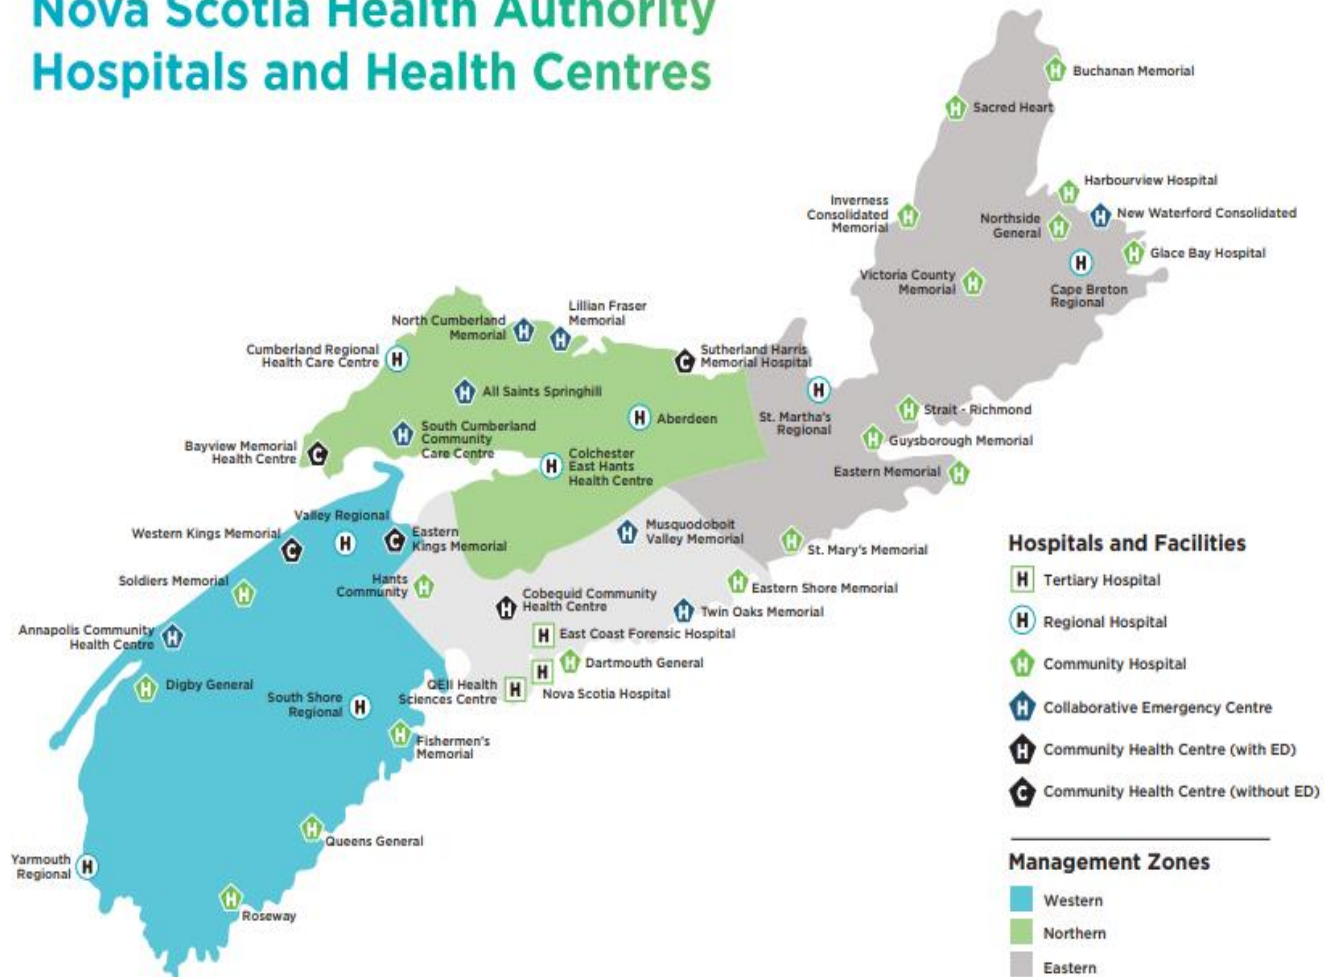 Nova Scotia Health Authority
Hospitals and Health Centres
H
Buchanan Memorial
H
Sacred Heart
H
Harbourview Hospital
Inverness
Consolidated
Memorial
H
Northside
General
H
H
New Waterford Consolidated
H
Glace Bay Hospital
H
Cape Breton
Regional
Victoria County
Memorial
H
North Cumberland
Memorial
H
Lillian Fraser
Memorial
H
Cumberland Regional
Health Care Centre
H
C
Sutherland Harris
Memorial Hospital
H
All Saints Springhill
H
St. Martha's
Regional
H
Aberdeen
H
Strait - Richmond
H
South Cumberland
Community
Care Centre
H
Guysborough Memorial
Bayview Memorial
Health Centre
C
H
Colchester
East Hants
Health Centre
Eastern Memorial
H
Valley Regional
H
Western Kings Memorial
C
C
Eastern
Kings Memorial
H
Musquodoboit
Valley Memorial
H
St. Mary's Memorial
Soldiers Memorial
H
Hants
Community
H
H
Eastern Shore Memorial
H
Cobequid Community
Health Centre
H
Twin Oaks Memorial
Annapolis Community
Health Centre
H
H
East Coast Forensic Hospital
H
Dartmouth General
H
Digby General
QEII Health
Sciences Centre
H
H
Nova Scotia Hospital
South Shore
Regional
H
H
Fishermen's
Memorial
H
Queens General
Yarmouth
Regional
H
H
Roseway
Hospitals and Facilities
H Tertiary Hospital
H Regional Hospital
H Community Hospital
H Collaborative Emergency Centre
H Community Health Centre (with ED)
C Community Health Centre (without ED)
Management Zones
Western
Northern
Eastern